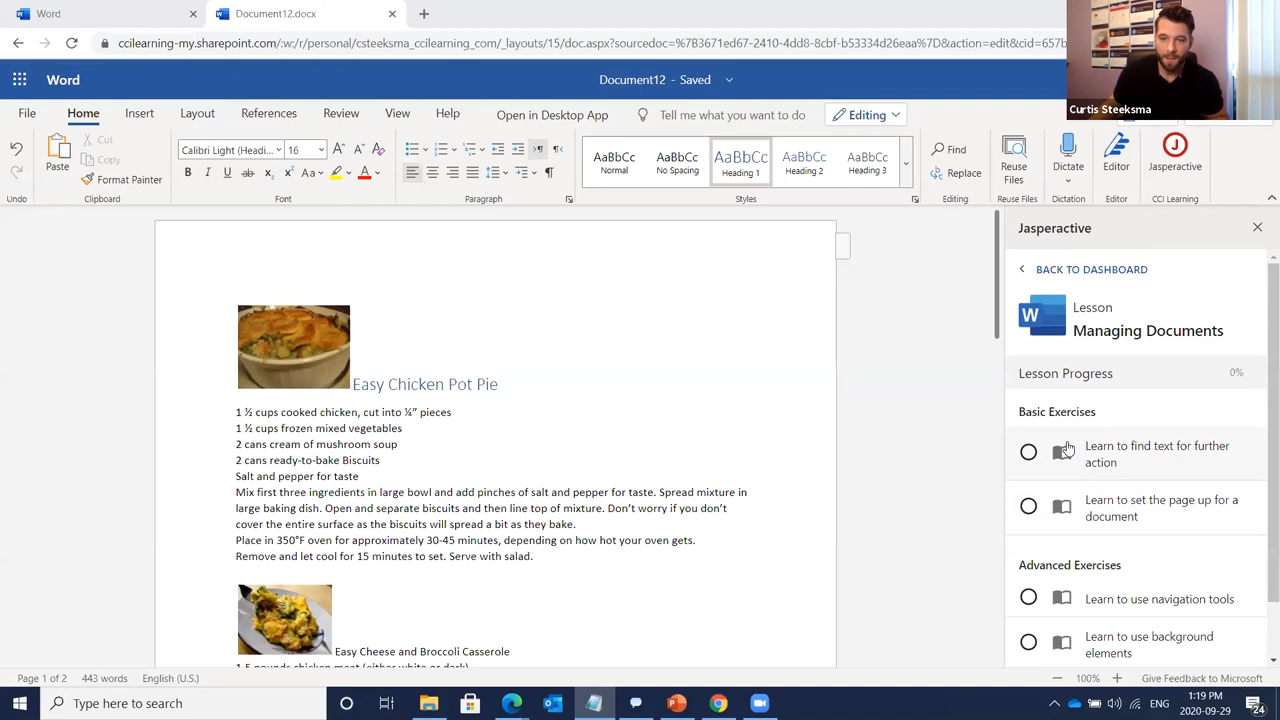 Word
Document12.docx
ccilearning-my.sharepoint.com/:w:/r/personal/csteeksma_ccilearning_com/_layouts/15/doc.aspx?sourcedoc=%7B3671ed67-2410-4dd8-8cbf-b53334a26eaa%7D&action=edit&cid=657b
Curtis Steeksma
Word
Document12 - Saved
File
Home
Insert
Layout
References
Review
View
Help
Open in Desktop App
Tell me what you want to do
Editing
Paste
Cut
Copy
Format Painter
Calibri Light (Head...
16
AaBbCc
Normal
AaBbCc
No Spacing
AaBbCc
Heading 1
AaBbCc
Heading 2
AaBbCc
Heading 3
Find
Replace
Reuse
Files
Dictate
Editor
Jasperactive
Undo
Clipboard
Font
Paragraph
Styles
Editing
Reuse Files
Dictation
Editor
CCI Learning
Easy Chicken Pot Pie
1 ½ cups cooked chicken, cut into ¼” pieces
1 ½ cups frozen mixed vegetables
2 cans cream of mushroom soup
2 cans ready-to-bake Biscuits
Salt and pepper for taste
Mix first three ingredients in large bowl and add pinches of salt and pepper for taste. Spread mixture in
large baking dish. Open and separate biscuits and then line top of mixture. Don’t worry if you don’t
cover the entire surface as the biscuits will spread a bit as they bake.
Place in 350°F oven for approximately 30-45 minutes, depending on how hot your oven gets.
Remove and let cool for 15 minutes to set. Serve with salad.
Easy Cheese and Broccoli Casserole
1.5 pounds chicken meat (either white or dark)
Jasperactive
BACK TO DASHBOARD
Lesson
Managing Documents
Lesson Progress
0%
Basic Exercises
Learn to find text for further
action
Learn to set the page up for a
document
Advanced Exercises
Learn to use navigation tools
Learn to use background
elements
Page 1 of 2
443 words
English (U.S.)
100%
Give Feedback to Microsoft
Type here to search
ENG
1:19 PM
2020-09-29
24